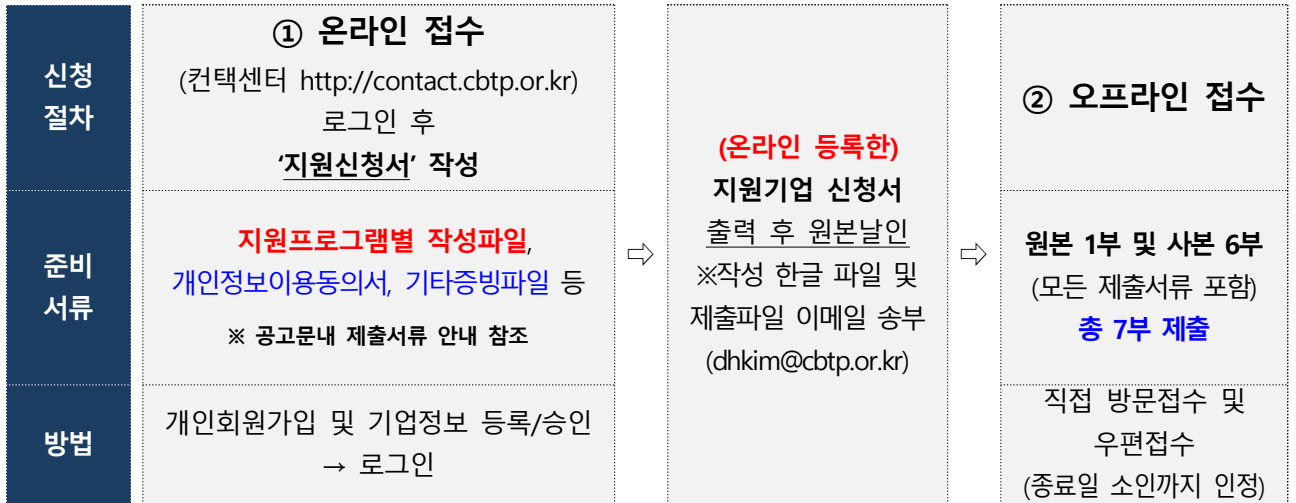 신청
절차
① 온라인 접수
(컨택센터 http://contact.cbtp.or.kr)
로그인 후
‘지원신청서’ 작성
준비
서류
지원프로그램별 작성파일,
개인정보이용동의서, 기타증빙파일 등
※ 공고문내 제출서류 안내 참조
방법
개인회원가입 및 기업정보 등록/승인
→ 로그인
⇨
(온라인 등록한)
지원기업 신청서
출력 후 원본날인
※작성 한글 파일 및
제출파일 이메일 송부
(dhkim@cbtp.or.kr)
⇨
② 오프라인 접수
원본 1부 및 사본 6부
(모든 제출서류 포함)
총 7부 제출
직접 방문접수 및
우편접수
(종료일 소인까지 인정)